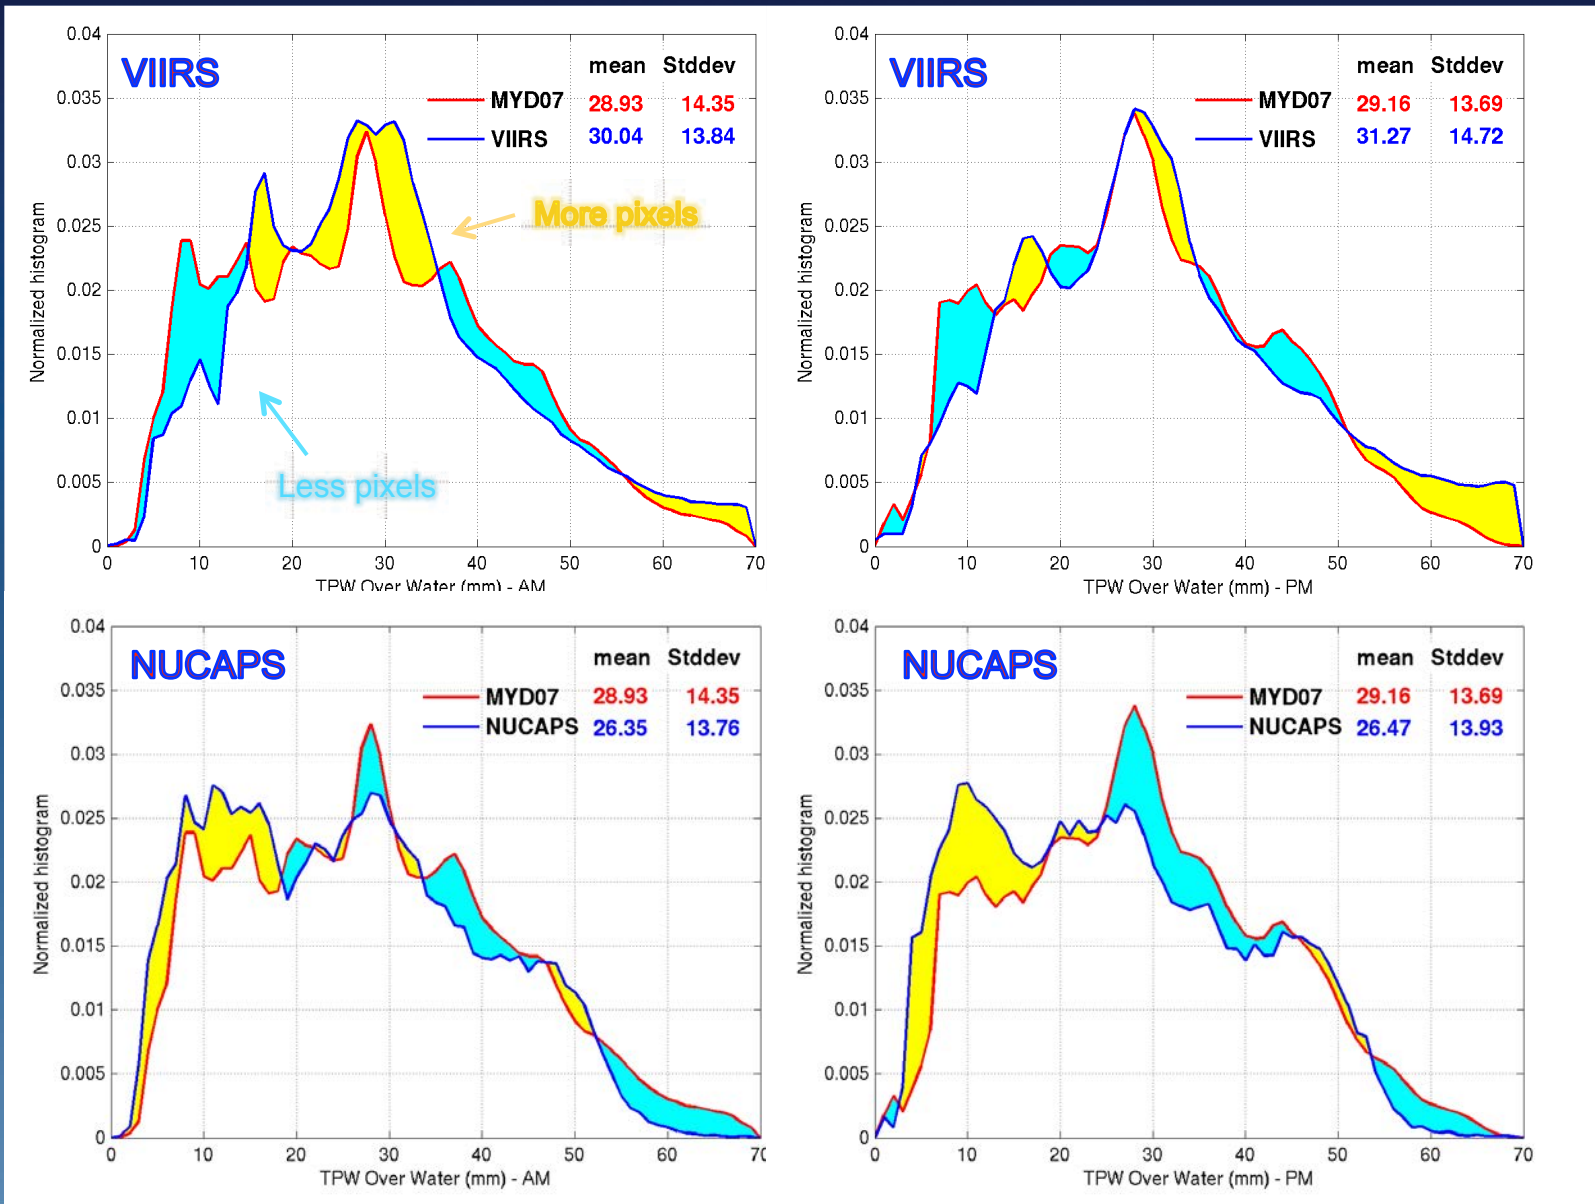 VIIRS
mean Stddev
MYD07 28.93 14.35
VIIRS 30.04 13.84
More pixels
Less pixels
Normalized histogram
0.04
0.035
0.03
0.025
0.02
0.015
0.01
0.005
0
0 10 20 30 40 50 60 70
TPW Over Water (mm) - AM
VIIRS
mean Stddev
MYD07 29.16 13.69
VIIRS 31.27 14.72
Normalized histogram
0.04
0.035
0.03
0.025
0.02
0.015
0.01
0.005
0
0 10 20 30 40 50 60 70
TPW Over Water (mm) - PM
NUCAPS
mean Stddev
MYD07 28.93 14.35
NUCAPS 26.35 13.76
Normalized histogram
0.04
0.035
0.03
0.025
0.02
0.015
0.01
0.005
0
0 10 20 30 40 50 60 70
TPW Over Water (mm) - AM
NUCAPS
mean Stddev
MYD07 29.16 13.69
NUCAPS 26.47 13.93
Normalized histogram
0.04
0.035
0.03
0.025
0.02
0.015
0.01
0.005
0
0 10 20 30 40 50 60 70
TPW Over Water (mm) - PM